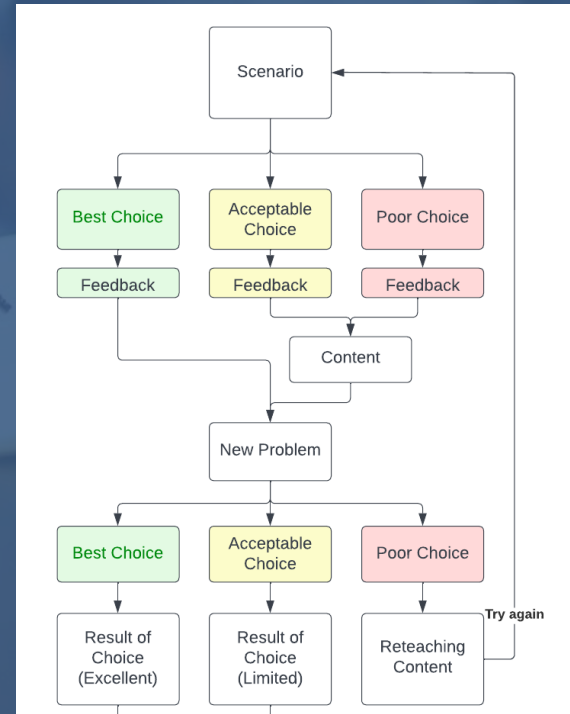 Scenario
Best Choice
Acceptable
Choice
Poor Choice
Feedback
Feedback
Feedback
Content
New Problem
Best Choice
Acceptable
Choice
Poor Choice
Try again
Result of
Choice
(Excellent)
Result of
Choice
(Limited)
Reteaching
Content